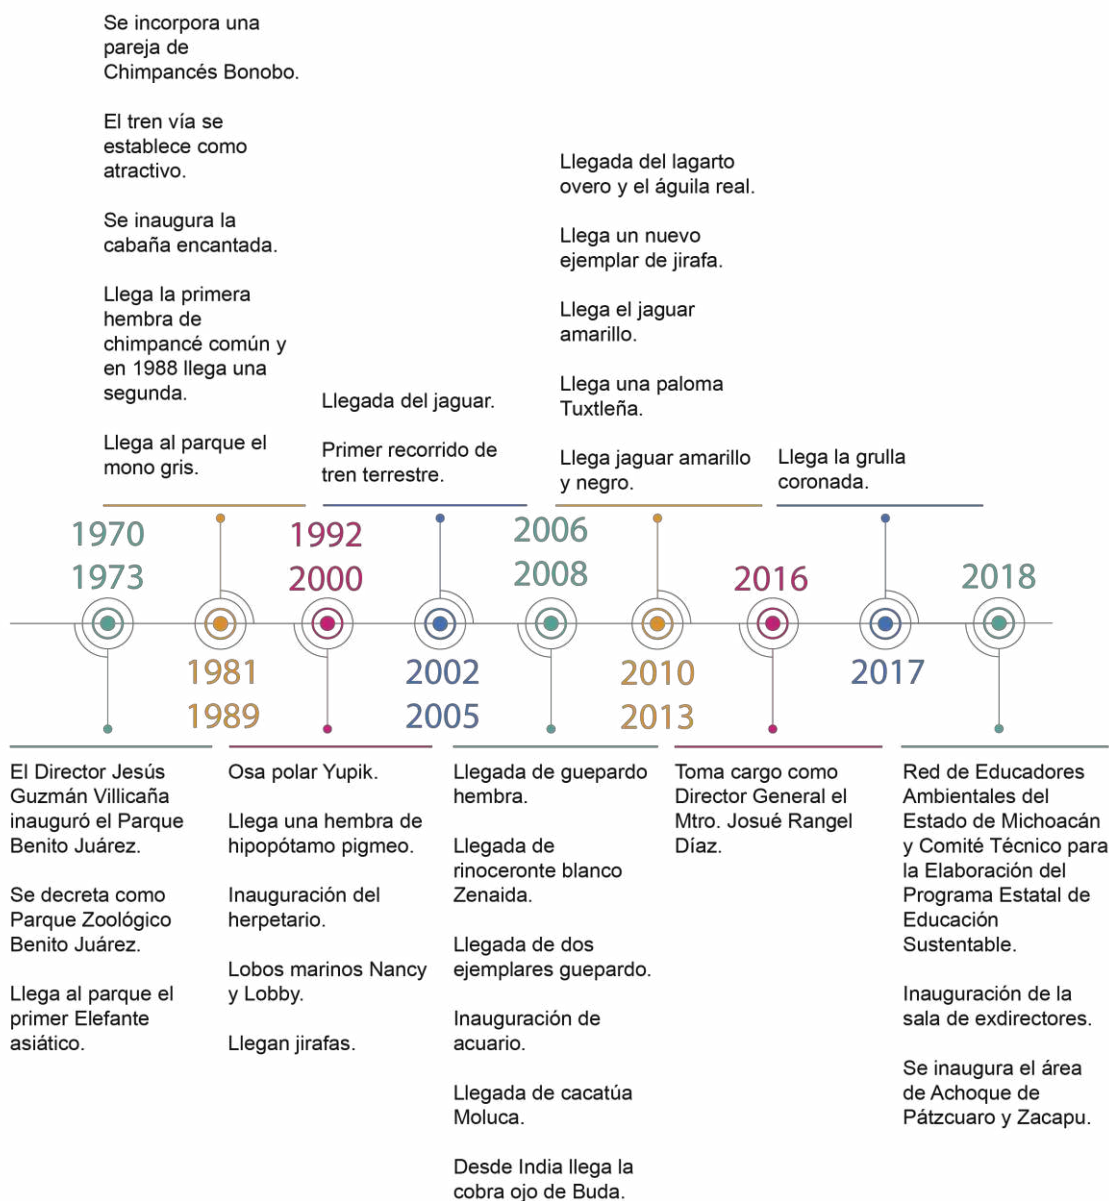 Se incorpora una
pareja de
Chimpancés Bonobo.
El tren vía se
establece como
atractivo.
Se inaugura la
cabaña encantada.
Llega la primera
hembra de
chimpancé común y
en 1988 llega una
segunda.
Llega al parque el
mono gris.
Llegada del jaguar.
Primer recorrido de
tren terrestre.
Llegada del lagarto
overo y el águila real.
Llega un nuevo
ejemplar de jirafa.
Llega el jaguar
amarillo.
Llega una paloma
Tuxtleña.
Llega jaguar amarillo
y negro.
Llega la grulla
coronada.
1970
1973
1981
1989
1992
2000
2002
2005
2006
2008
2010
2013
2016
2017
2018
El Director Jesús
Guzmán Villicaña
inauguró el Parque
Benito Juárez.
Se decreta como
Parque Zoológico
Benito Juárez.
Llega al parque el
primer Elefante
asiático.
Osa polar Yupik.
Llega una hembra de
hipopótamo pigmeo.
Inauguración del
herpetario.
Lobos marinos Nancy
y Lobby.
Llegan jirafas.
Llegada de guepardo
hembra.
Llegada de
rinoceronte blanco
Zenaida.
Llegada de dos
ejemplares guepardo.
Inauguración de
acuario.
Llegada de cacatúa
Moluca.
Desde India llega la
cobra ojo de Buda.
Toma cargo como
Director General el
Mtro. Josué Rangel
Díaz.
Red de Educadores
Ambientales del
Estado de Michoacán
y Comité Técnico para
la Elaboración del
Programa Estatal de
Educación
Sustentable.
Inauguración de la
sala de exdirectores.
Se inaugura el área
de Achoque de
Pátzcuaro y Zacapu.